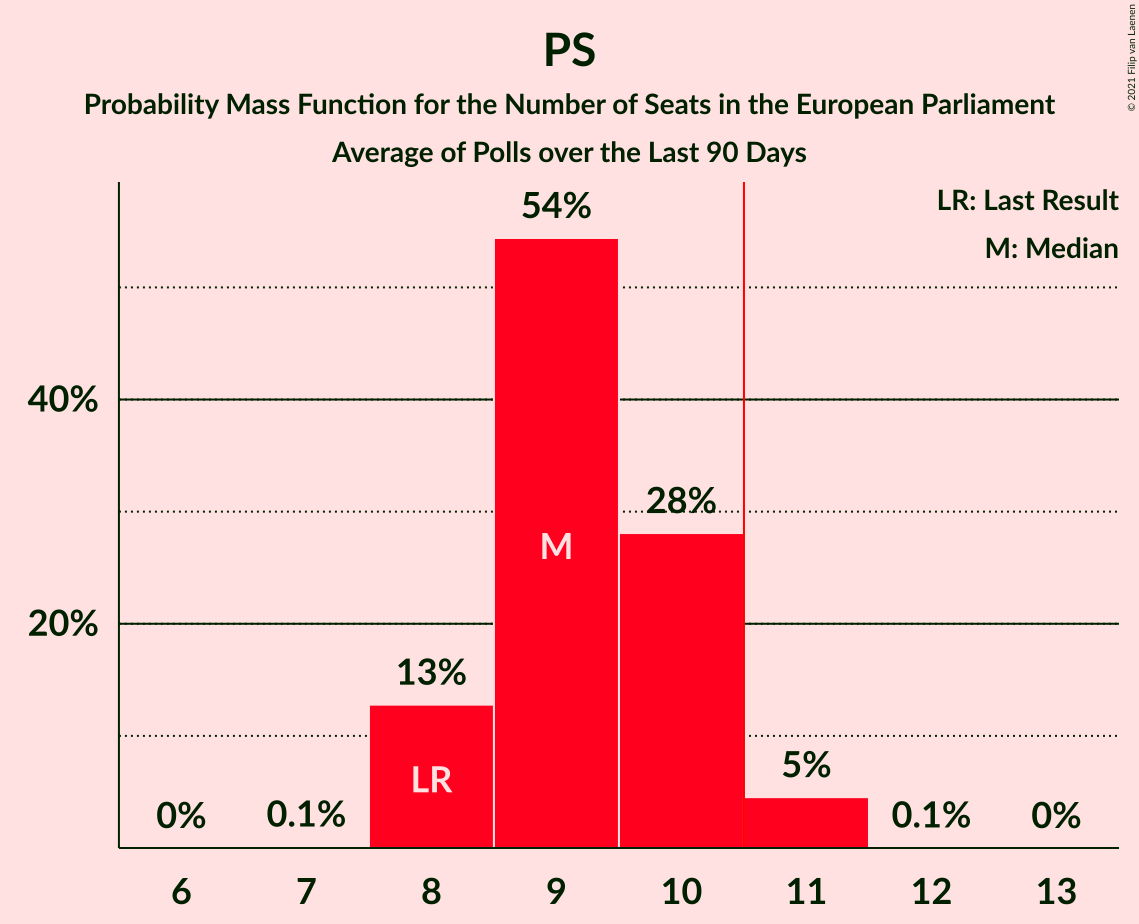 PS
Probability Mass Function for the Number of Seats in the European Parliament
Average of Polls over the Last 90 Days
© 2021 Filip van Laenen
LR: Last Result
M: Median
54%
40%
28%
M
20%
13%
LR
5%
0%
0.1%
0.1%
0%
6 7 8 9 10 11 12 13